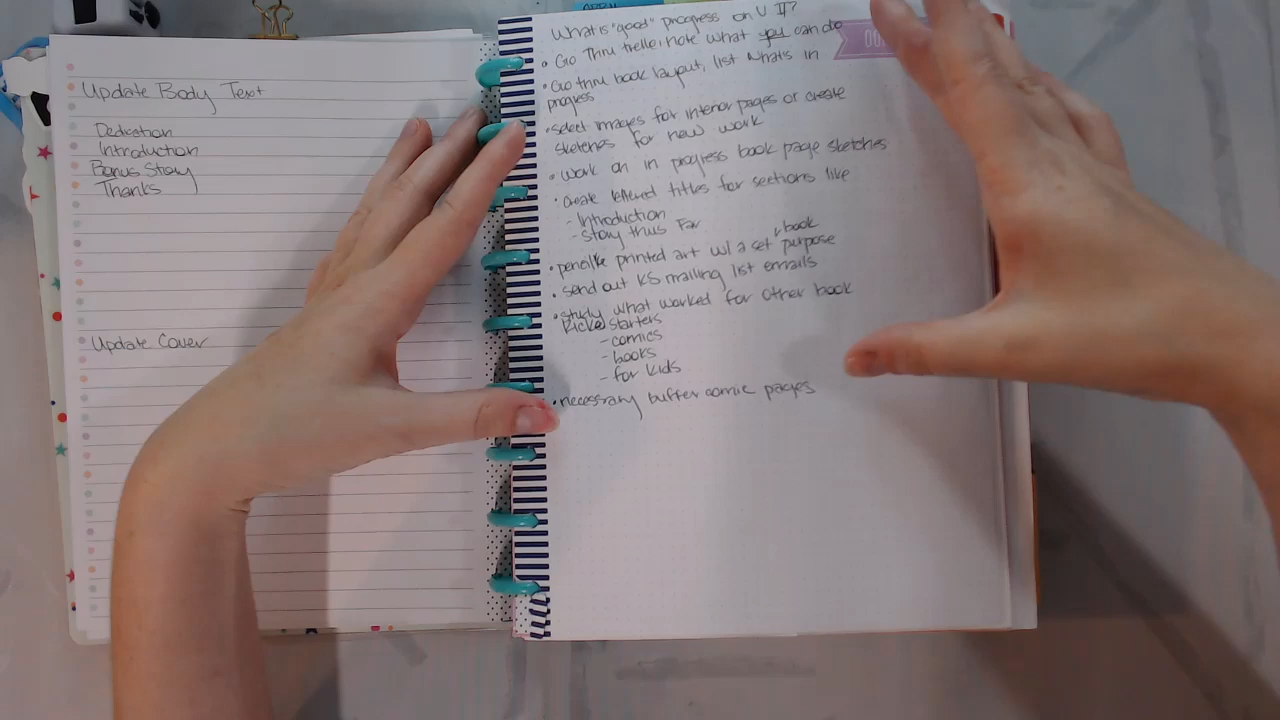 Update Body Text
Dedication
Introduction
Bonus Story
Thanks
Update Cover
What is "good" progress on U II?
• Go Thru trello: note what you can do
• Go thru book layout, list what's in
progress
• select images for interior pages or create
sketches for new work
• work on in progress book page sketches
• create lettered titles for sections like
- Introduction
- Story thus Far
book
• pencil printed art w/ a set purpose
• send out KS mailing list emails
• study what worked for other book
Kickstarters
- comics
- books
- for Kids
• necessary buffer comic pages